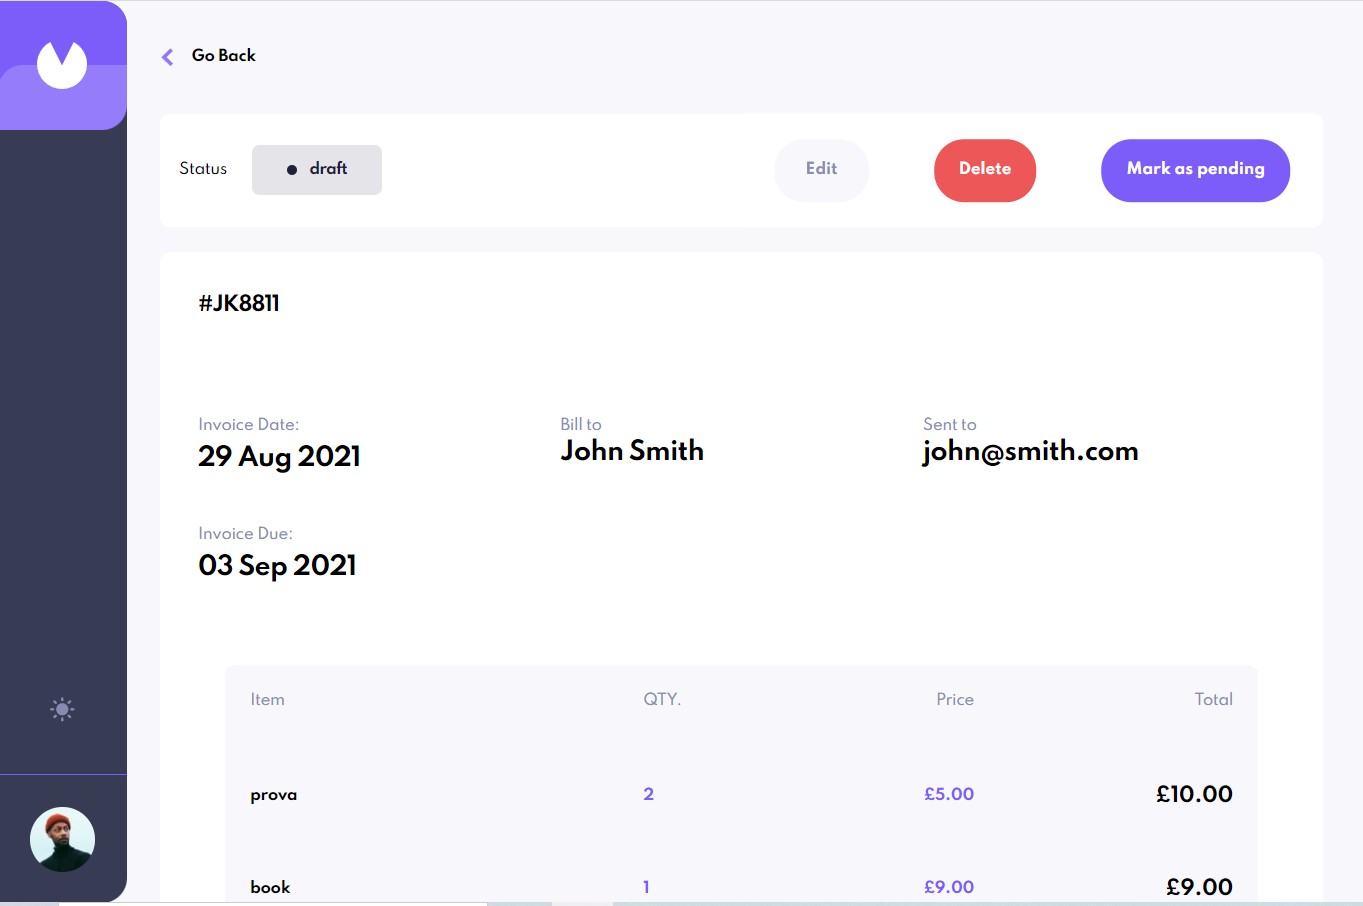 Go Back
Status draft Edit Delete Mark as pending
#JK8811
Invoice Date: Bill to Sent to
29 Aug 2021 John Smith john@smith.com
Invoice Due:
03 Sep 2021
Item QTY. Price Total
prova 2 £5.00 £10.00
book 1 £9.00 £9.00